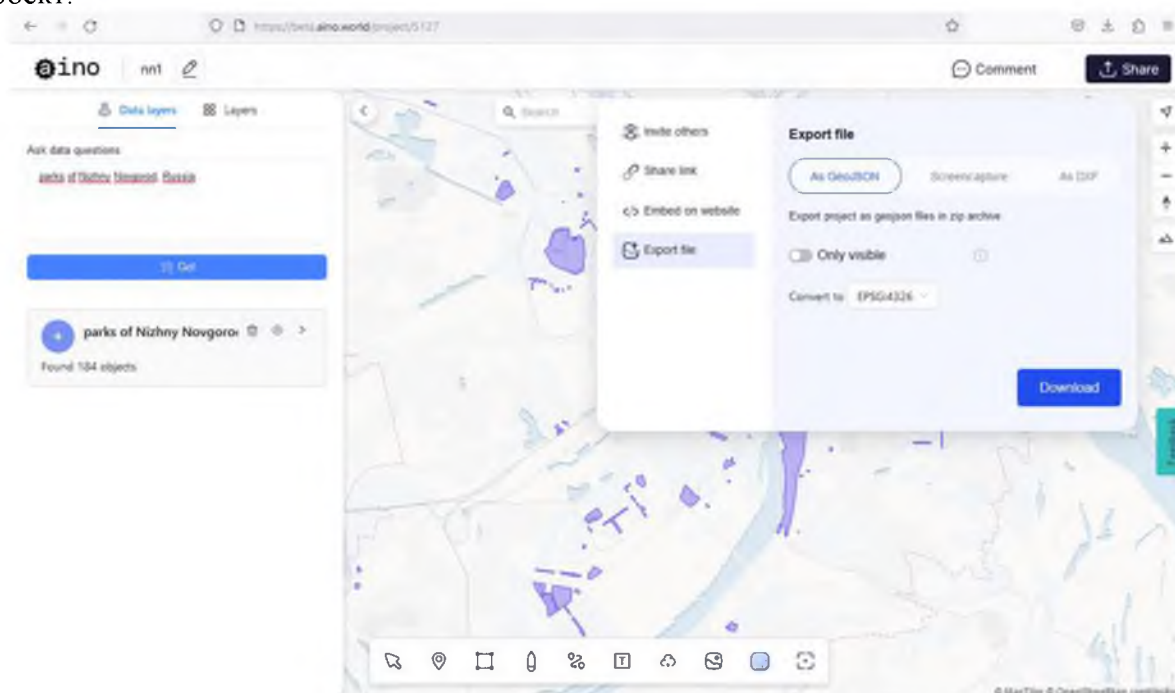 https://beta.aino.world/project/5127
aino nn1 Comment Share
Data layers Layers
Search
Ask data questions
parks of Nizhny Novgorod, Russia
Get
parks of Nizhny Novgoro
Found 184 objects
Invite others
Share link
</> Embed on website
Export file
Export file
As GeoJSON Screencapture As DXF
Export project as geojson files in zip archive
Only visible
Convert to EPSG:4326
Download
Feedback